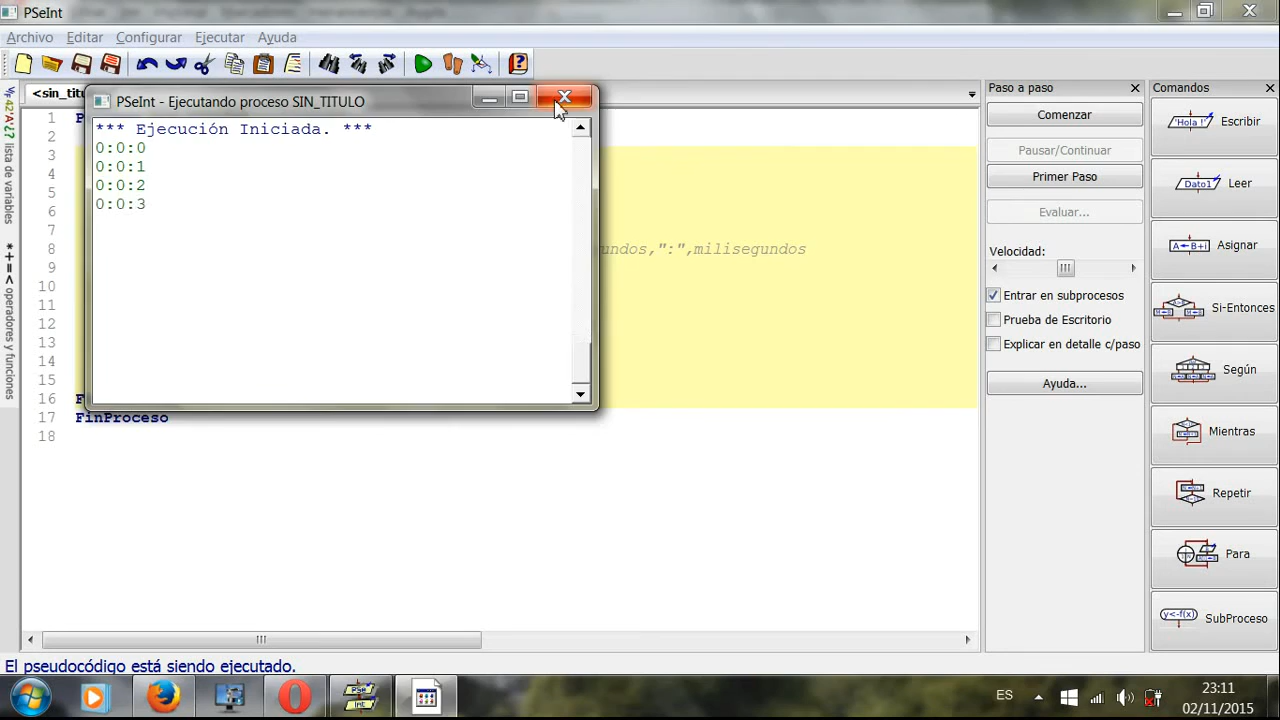 PSeInt
Archivo Editar Configurar Ejecutar Ayuda
<sin_titu
PSeInt - Ejecutando proceso SIN_TITULO
*** Ejecución Iniciada. ***
0:0:0
0:0:1
0:0:2
0:0:3
1
2
3
4
5
6
7
8
undos,":",milisegundos
9
10
11
12
13
14
15
16
F
17
FinProceso
18
lista de variables
*+=< operadores y funciones
Paso a paso
Comenzar
Pausar/Continuar
Primer Paso
Evaluar...
Velocidad:
Entrar en subprocesos
Prueba de Escritorio
Explicar en detalle c/paso
Ayuda...
Comandos
'Hola !' Escribir
Dato1 Leer
A←B+i Asignar
Si-Entonces
Según
Mientras
Repetir
Para
y<-f(x) SubProceso
El pseudocódigo está siendo ejecutado.
PSe
Int
ES
23:11
02/11/2015